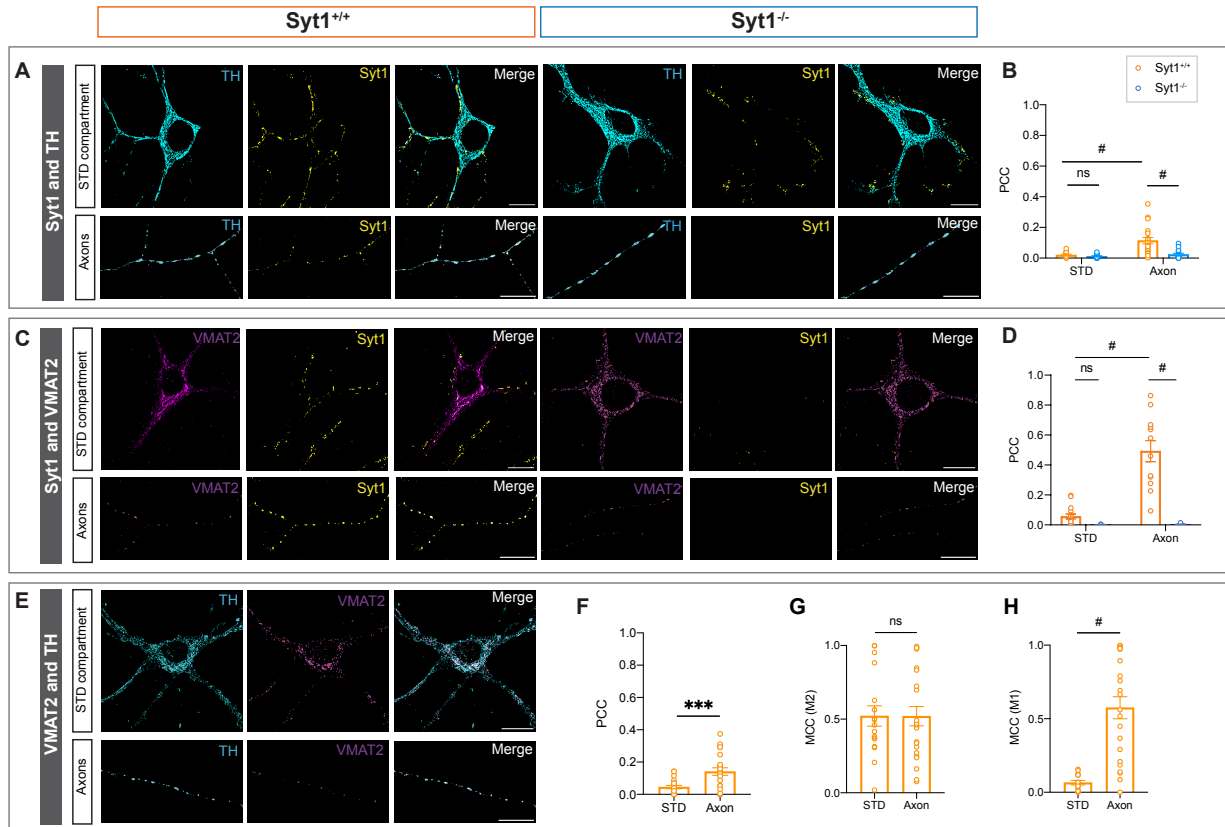 Syt1+/+
Syt1-/-
A
Syt1 and TH
STD compartment
TH
Syt1
Merge
TH
Syt1
Merge
Axons
TH
Syt1
Merge
TH
Syt1
Merge
B
Syt1+/+
Syt1-/-
PCC
1.0
0.8
0.6
0.4
0.2
0.0
#
ns
#
STD
Axon
C
Syt1 and VMAT2
STD compartment
VMAT2
Syt1
Merge
VMAT2
Syt1
Merge
Axons
VMAT2
Syt1
Merge
VMAT2
Syt1
Merge
D
PCC
1.0
0.8
0.6
0.4
0.2
0.0
#
ns
#
STD
Axon
E
VMAT2 and TH
STD compartment
TH
VMAT2
Merge
Axons
TH
VMAT2
Merge
F
PCC
1.0
0.8
0.6
0.4
0.2
0.0
***
STD
Axon
G
MCC (M2)
1.0
0.5
0.0
ns
STD
Axon
H
MCC (M1)
1.0
0.5
0.0
#
STD
Axon